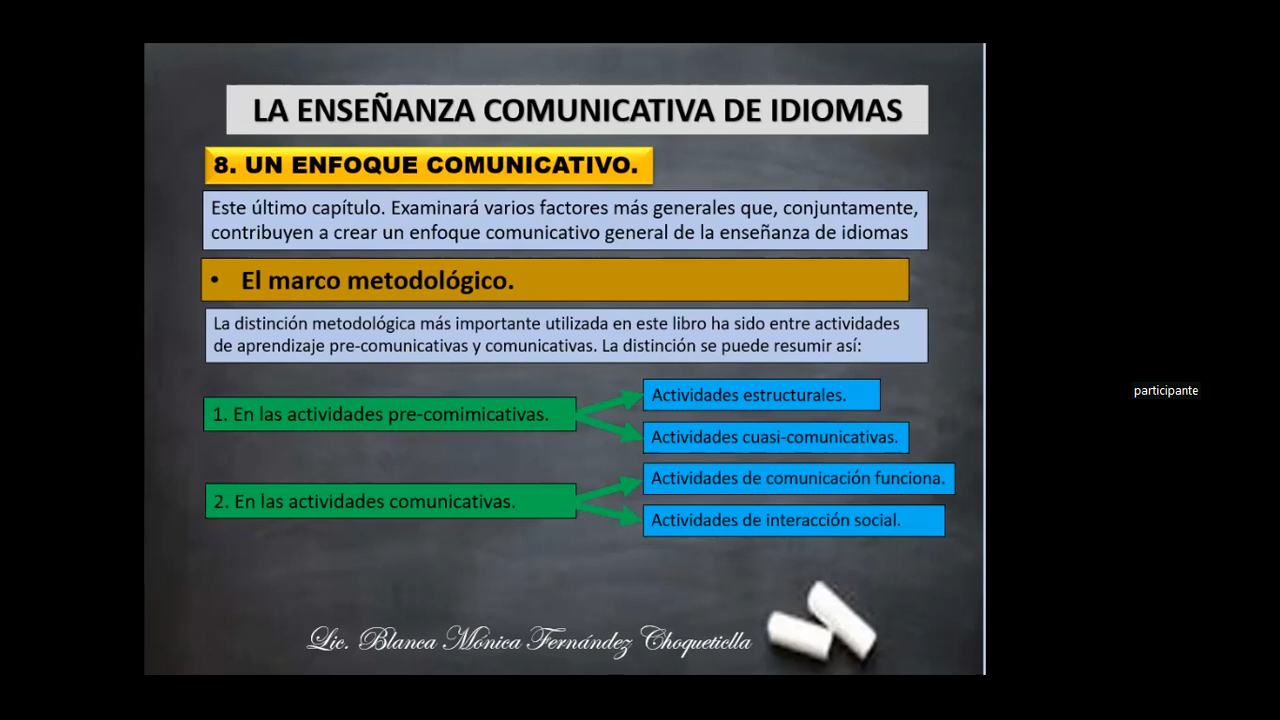 LA ENSEÑANZA COMUNICATIVA DE IDIOMAS
8. UN ENFOQUE COMUNICATIVO.
Este último capítulo. Examinará varios factores más generales que, conjuntamente,
contribuyen a crear un enfoque comunicativo general de la enseñanza de idiomas
• El marco metodológico.
La distinción metodológica más importante utilizada en este libro ha sido entre actividades
de aprendizaje pre-comunicativas y comunicativas. La distinción se puede resumir así:
1. En las actividades pre-comimicativas.
Actividades estructurales.
Actividades cuasi-comunicativas.
2. En las actividades comunicativas.
Actividades de comunicación funciona.
Actividades de interacción social.
Lic. Blanca Mónica Fernández Choqueticlla
participante